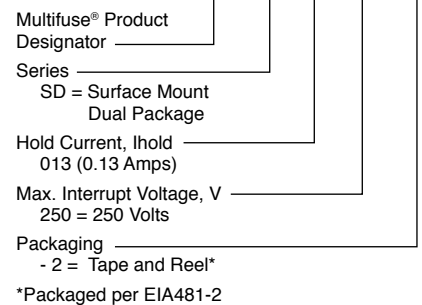 Multifuse® Product
Designator
Series
SD = Surface Mount
Dual Package
Hold Current, Ihold
013 (0.13 Amps)
Max. Interrupt Voltage, V
250 = 250 Volts
Packaging
- 2 = Tape and Reel*
*Packaged per EIA481-2